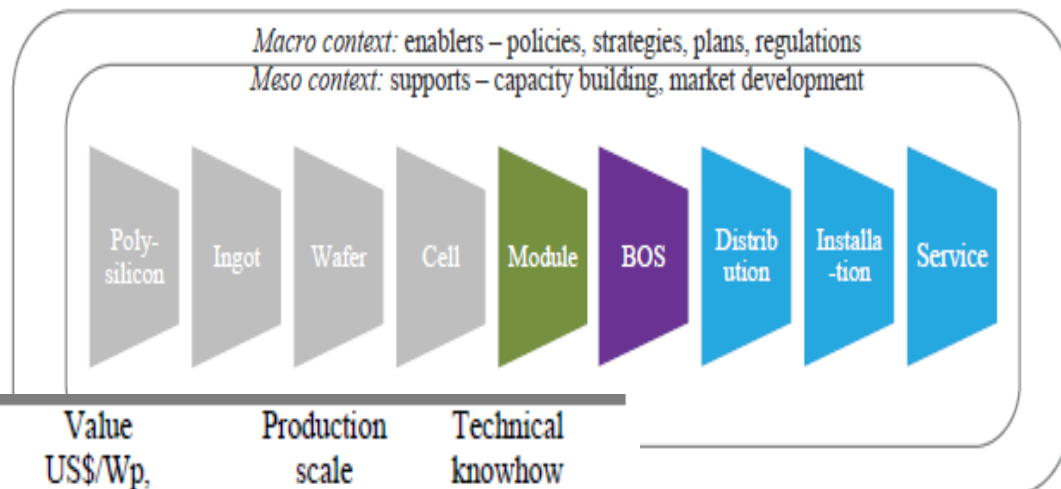 Macro context: enablers – policies, strategies, plans, regulations
Meso context: supports – capacity building, market development
Poly-
silicon
Ingot
Wafer
Cell
Module
BOS
Distrib
ution
Installa
-tion
Service
Value
US$/Wp,
Production
scale
Technical
knowhow